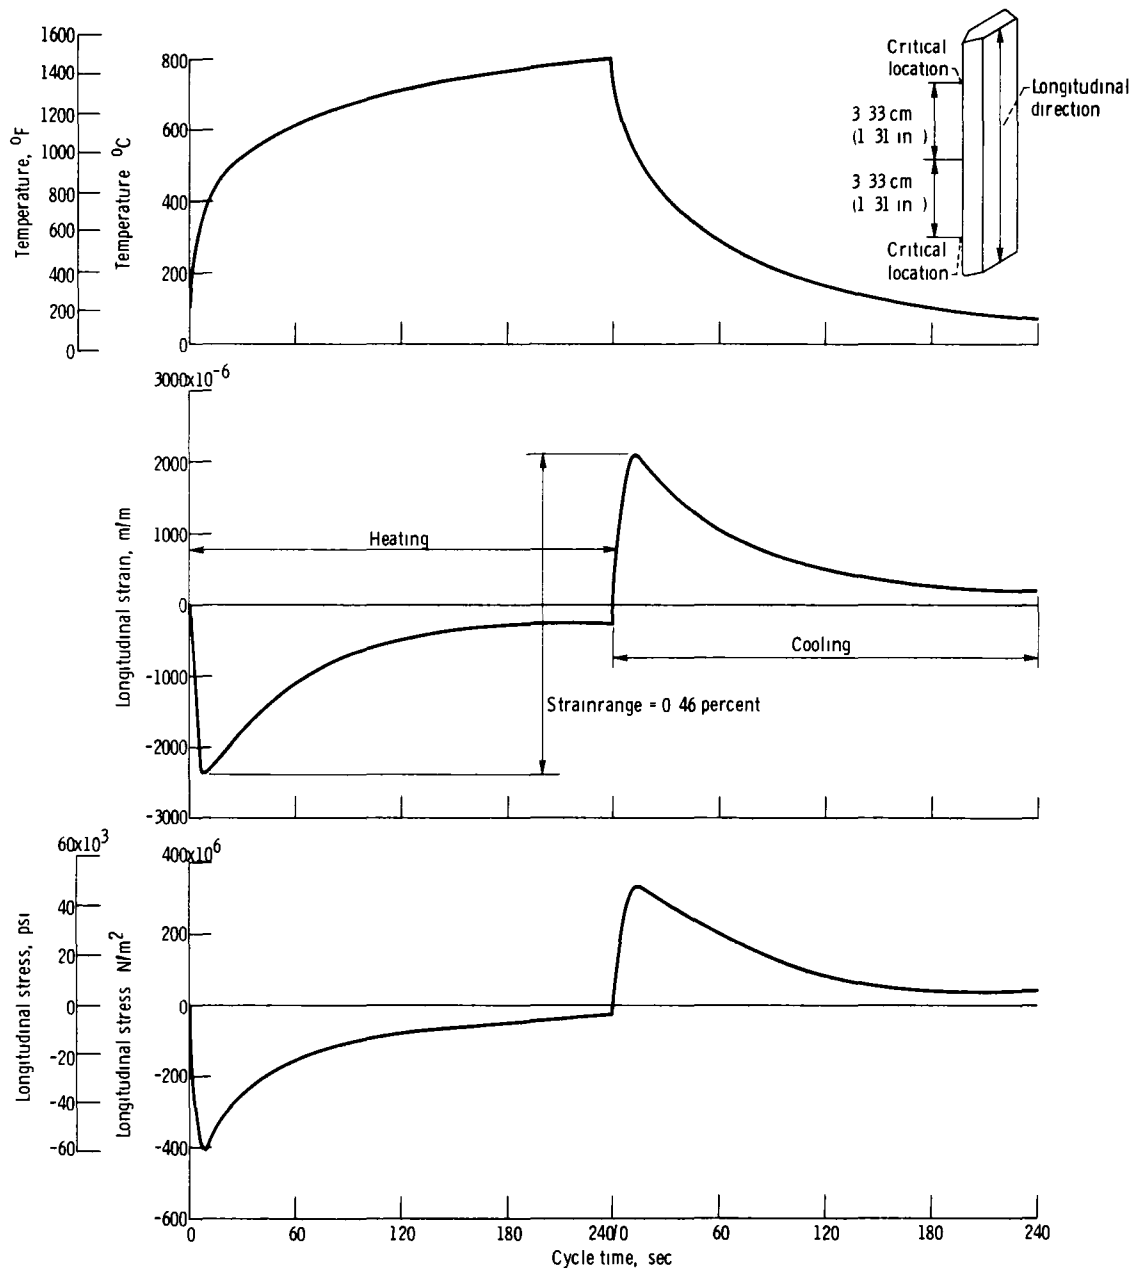 1600
1400
1200
1000
800
600
400
200
0
Temperature, ⁰F
800
600
400
200
0
Temperature ⁰C
Critical
location
3 33 cm
(1 31 in )
3 33 cm
(1 31 in )
Critical
location
Longitudinal
direction
3000x10⁻⁶
2000
1000
0
-1000
-2000
-3000
Longitudinal strain, m/m
Heating
Cooling
Strainrange = 0 46 percent
60x10³
40
20
0
-20
-40
-60
Longitudinal stress, psi
400x10⁶
200
0
-200
-400
-600
Longitudinal stress N/m²
0 60 120 180 240/0 60 120 180 240
Cycle time, sec